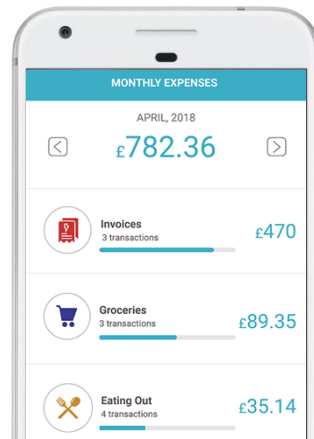 MONTHLY EXPENSES
APRIL, 2018
£782.36
Invoices
3 transactions
£470
Groceries
3 transactions
£89.35
Eating Out
4 transactions
£35.14